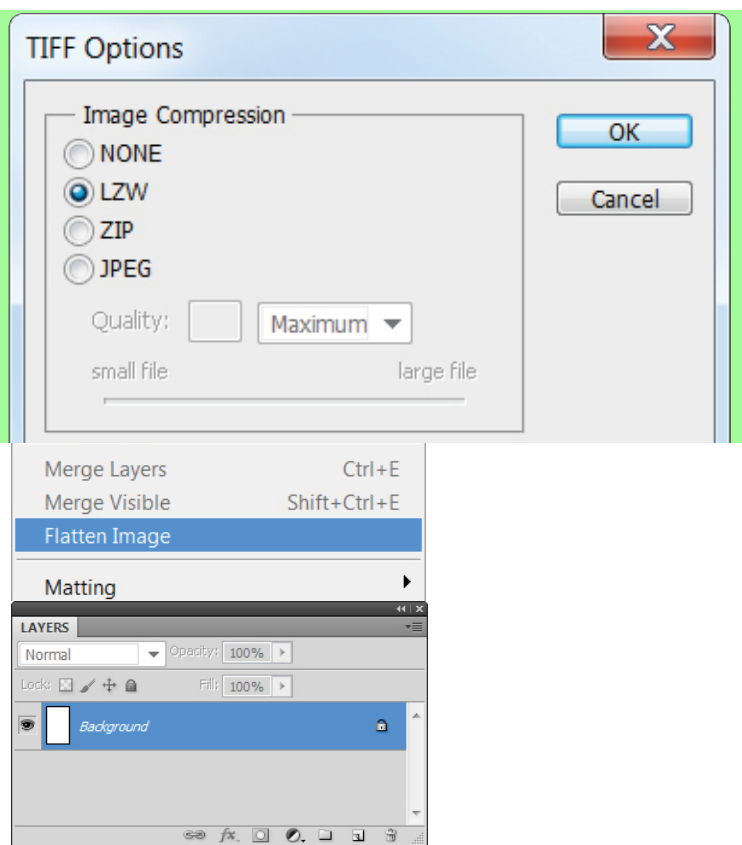 TIFF Options
Image Compression
NONE
LZW
ZIP
JPEG
OK
Cancel
Quality: Maximum
small file large file
Merge Layers Ctrl+E
Merge Visible Shift+Ctrl+E
Flatten Image
Matting
LAYERS
Normal Opacity: 100%
Lock: Fill: 100%
Background
fx.